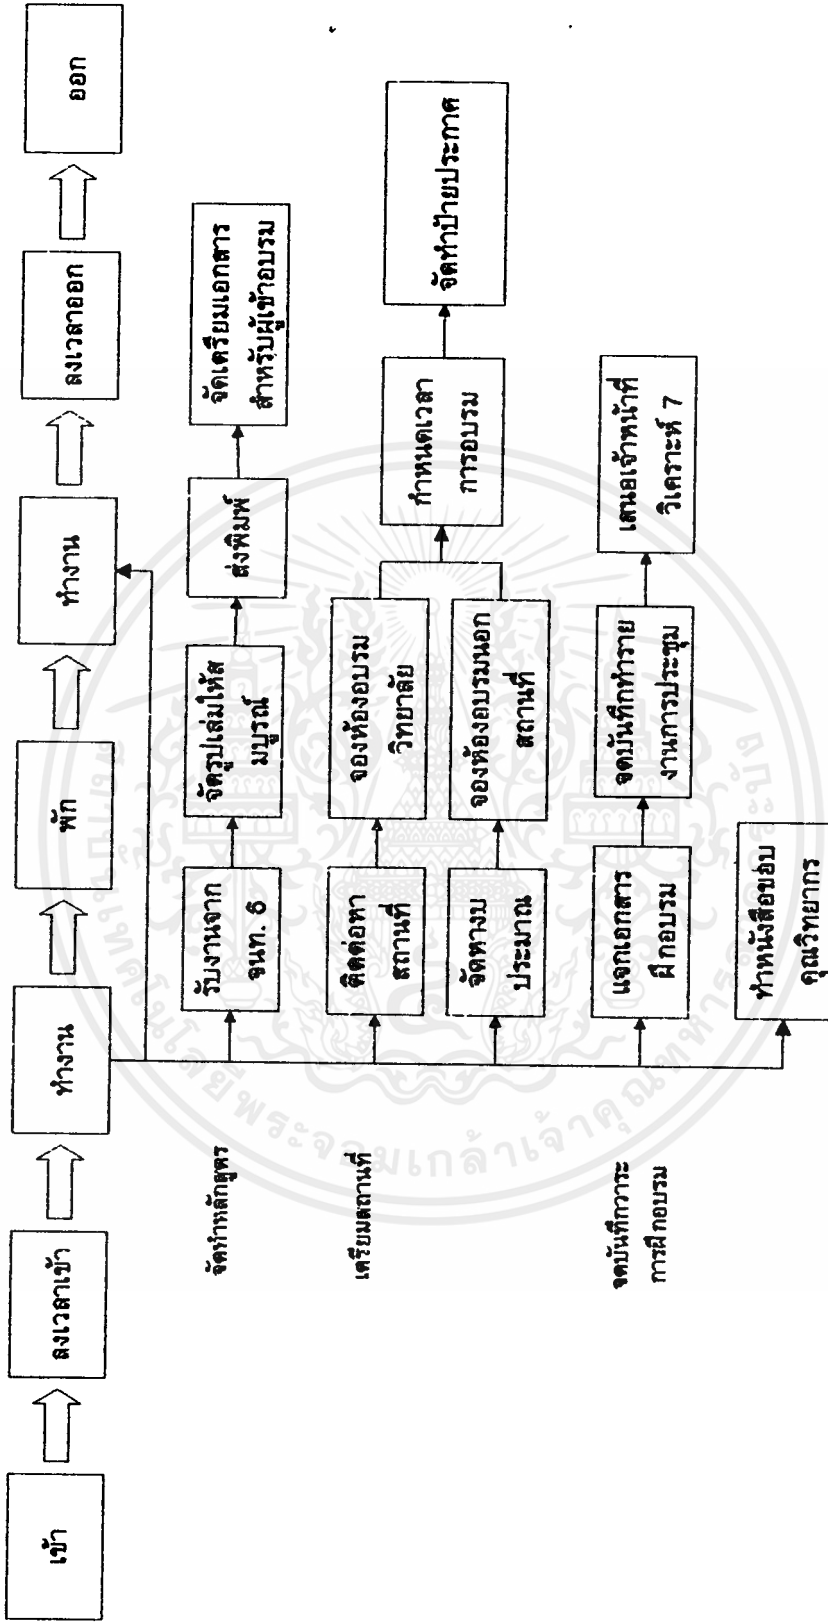 เข้า
ลงเวลาเข้า
ทำงาน
พัก
ทำงาน
ลงเวลาออก
ออก
จัดทำหลักสูตร
รับงานจาก
จนท. 6
จัดรูปเล่มให้ส
มบูรณ์
ส่งพิมพ์
จัดเตรียมเอกสาร
สำหรับผู้เข้าอบรม
เตรียมสถานที่
ติดต่อหา
สถานที่
จองห้องอบรม
วิทยาลัย
จัดหางบ
ประมาณ
จองห้องอบรมนอก
สถานที่
กำหนดเวลา
การอบรม
จัดทำป้ายประกาศ
จดบันทึกวาระ
การฝึกอบรม
แจกเอกสาร
ฝึกอบรม
จดบันทึกทำราย
งานการประชุม
เสนอเจ้าหน้าที่
วิเคราะห์ 7
ทำหนังสือขอบ
คุณวิทยากร